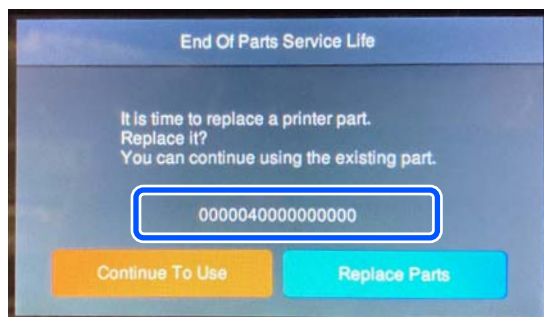 End Of Parts Service Life
It is time to replace a printer part.
Replace it?
You can continue using the existing part.
0000040000000000
Continue To Use
Replace Parts